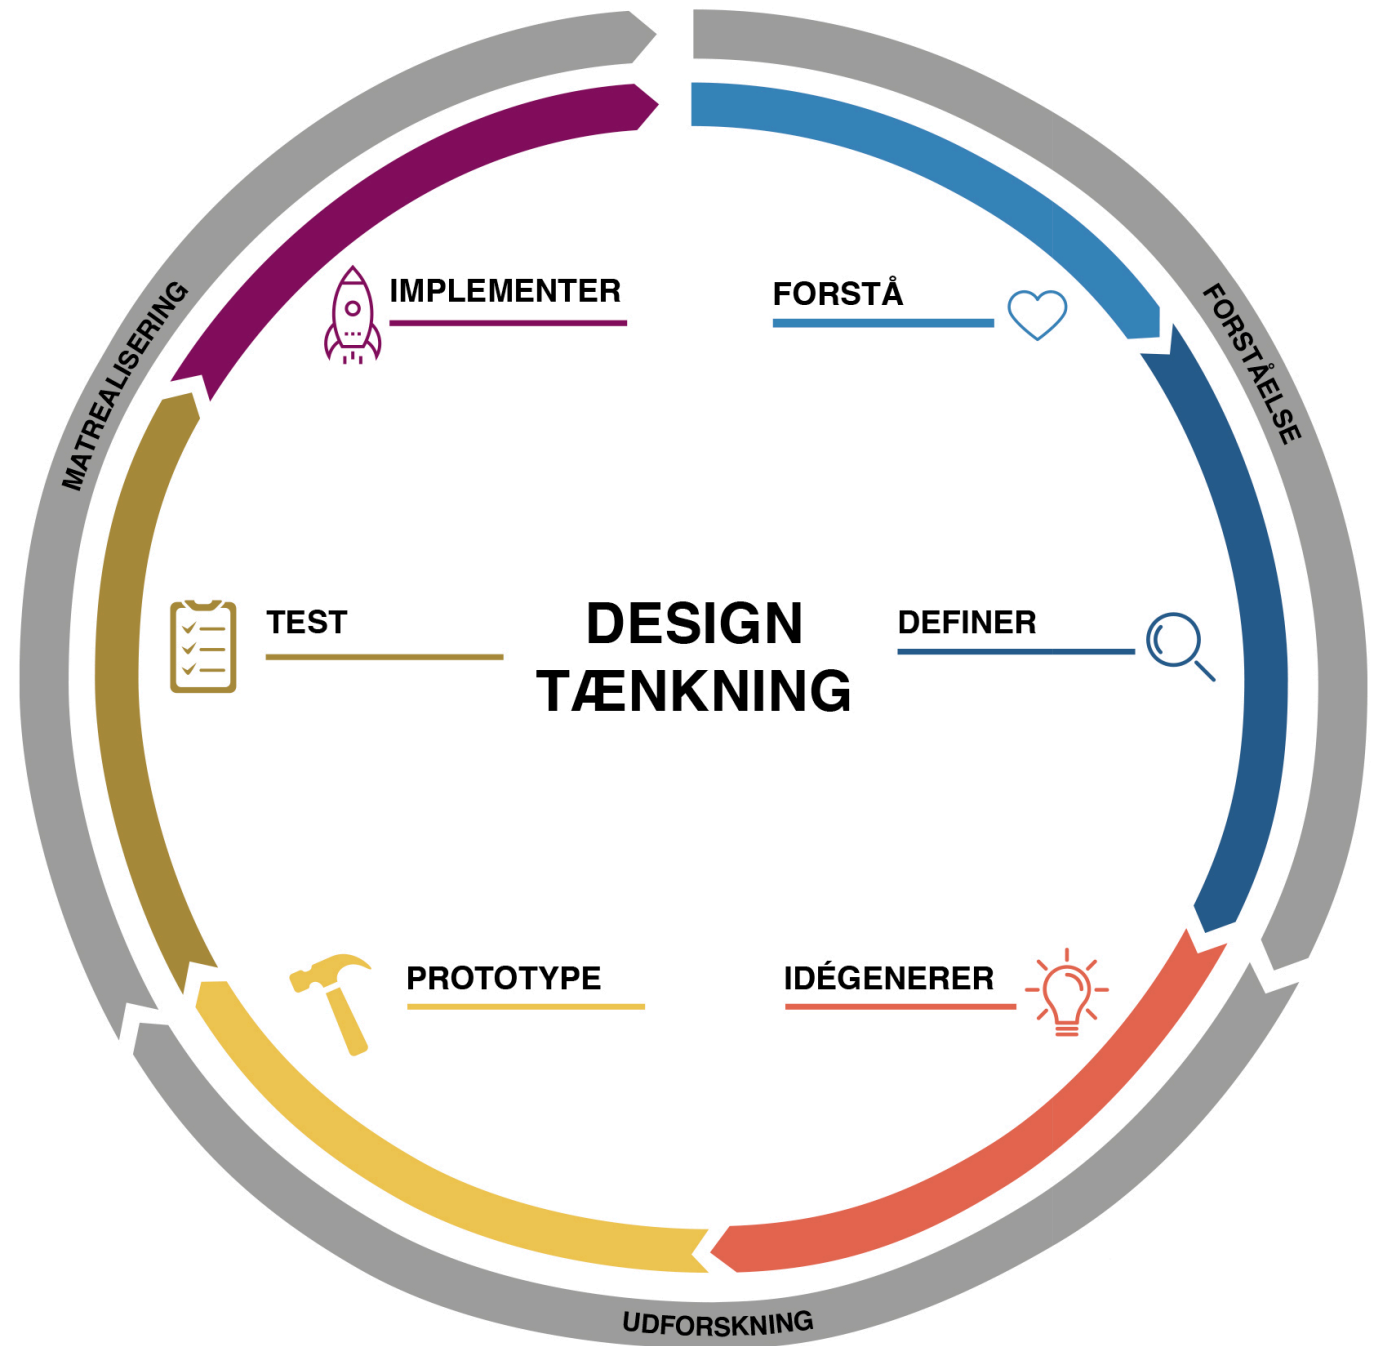 IMPLEMENTER
FORSTÅ
MATREALISERING
FORSTÅELSE
TEST
DESIGN
TÆNKNING
DEFINER
PROTOTYPE
IDÉGENERER
UDFORSKNING